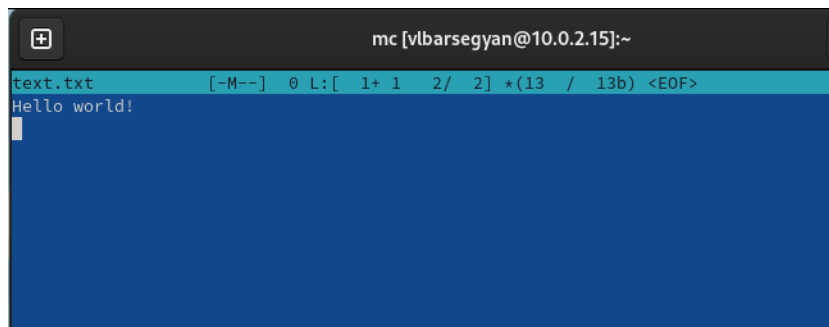 mc [vlbarsegyan@10.0.2.15]:~
text.txt [-M--] 0 L:[ 1+ 1 2/ 2] *(13 / 13b) <EOF>
Hello world!